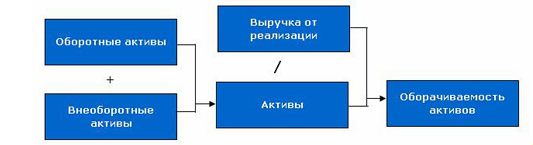 Оборотные активы
+
Внеоборотные
активы
Выручка от
реализации
/
Активы
Оборачиваемость
активов